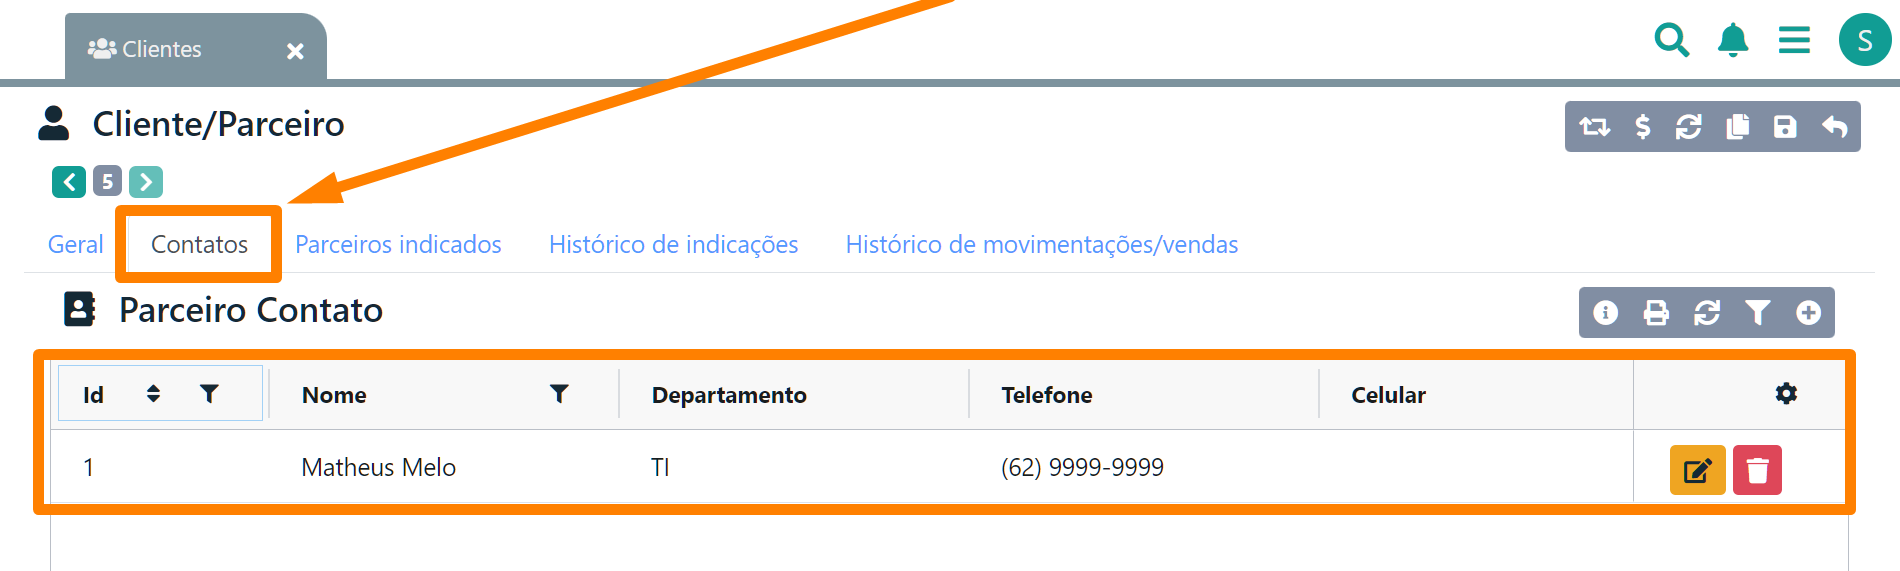 Clientes
S
Cliente/Parceiro
5
Geral Contatos Parceiros indicados Histórico de indicações Histórico de movimentações/vendas
Parceiro Contato
Id Nome Departamento Telefone Celular
1 Matheus Melo TI (62) 9999-9999